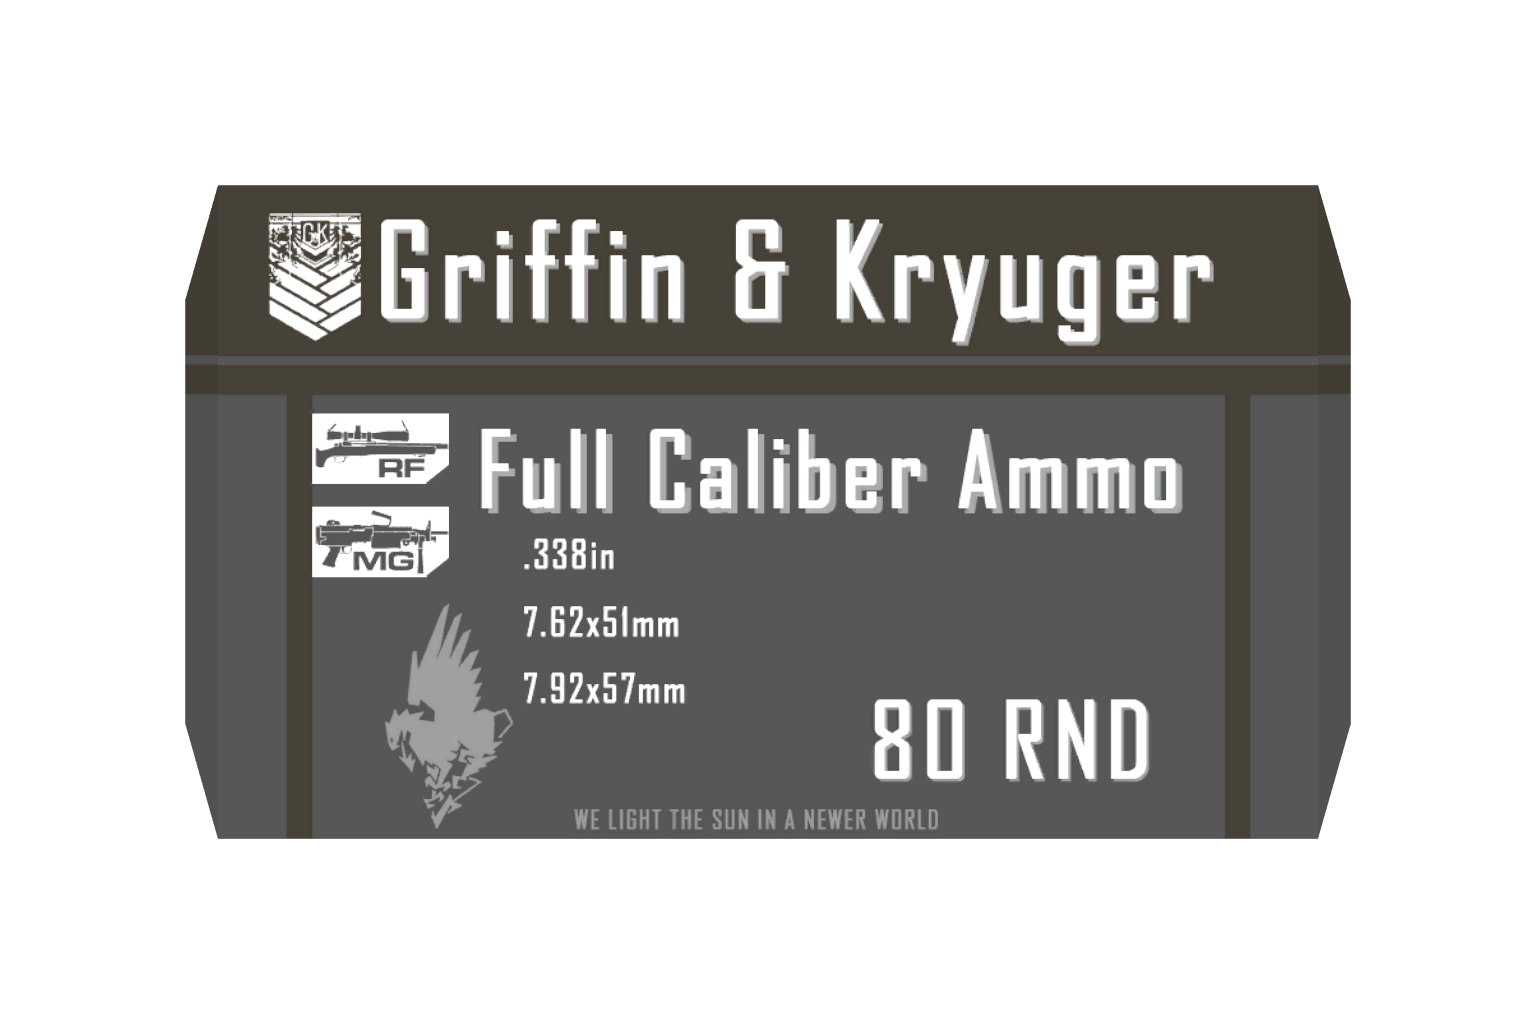 GK
Griffin & Kryuger
RF
Full Caliber Ammo
MG
.338in
7.62x51mm
7.92x57mm
80 RND
WE LIGHT THE SUN IN A NEWER WORLD